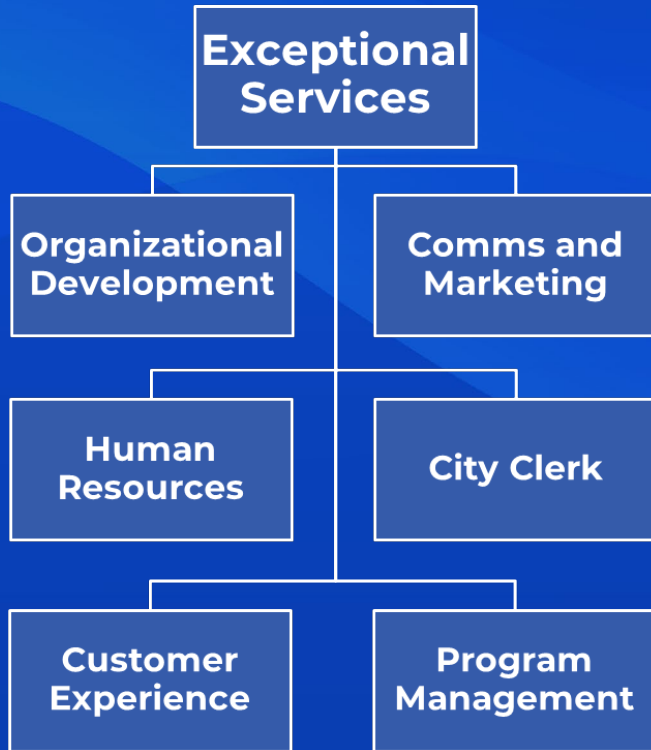 Exceptional
Services
Organizational
Development
Comms and
Marketing
Human
Resources
City Clerk
Customer
Experience
Program
Management